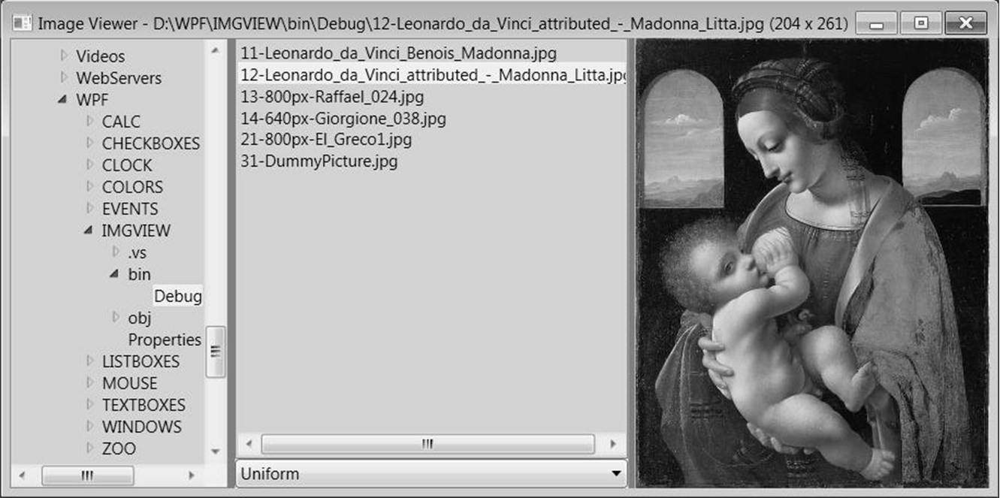 Image Viewer - D:\WPF\IMGVIEW\bin\Debug\12-Leonardo_da_Vinci_attributed_-_Madonna_Litta.jpg (204 x 261)
Videos
WebServers
WPF
CALC
CHECKBOXES
CLOCK
COLORS
EVENTS
IMGVIEW
.vs
bin
Debug
obj
Properties
LISTBOXES
MOUSE
TEXTBOXES
WINDOWS
ZOO
11-Leonardo_da_Vinci_Benois_Madonna.jpg
12-Leonardo_da_Vinci_attributed_-_Madonna_Litta.jpg
13-800px-Raffael_024.jpg
14-640px-Giorgione_038.jpg
21-800px-El_Greco1.jpg
31-DummyPicture.jpg
Uniform